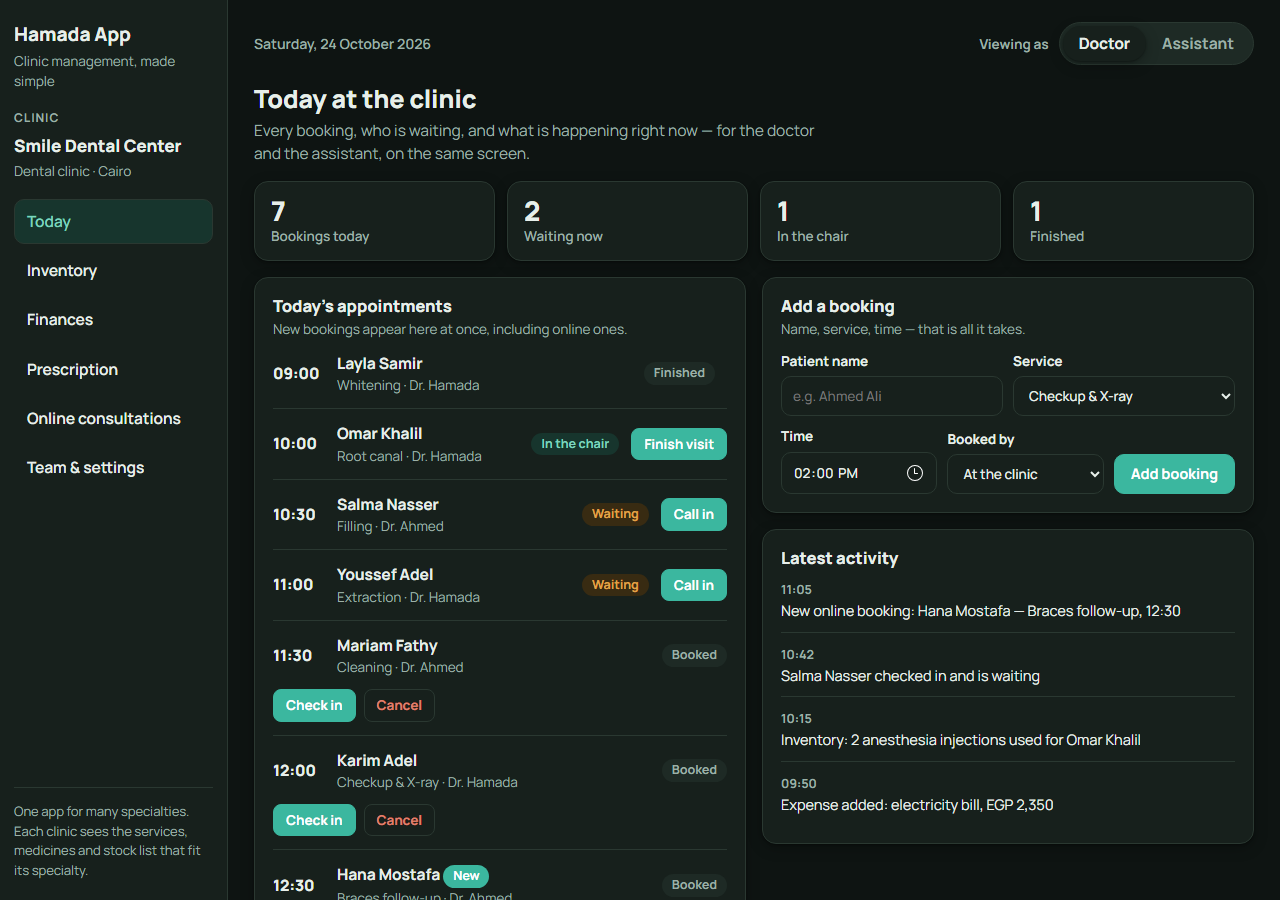 Hamada App
Clinic management, made
simple
CLINIC
Smile Dental Center
Dental clinic · Cairo
Today
Inventory
Finances
Prescription
Online consultations
Team & settings
One app for many specialties.
Each clinic sees the services,
medicines and stock list that fit
its specialty.
Saturday, 24 October 2026
Viewing as
Doctor
Assistant
Today at the clinic
Every booking, who is waiting, and what is happening right now — for the doctor
and the assistant, on the same screen.
7
Bookings today
2
Waiting now
1
In the chair
1
Finished
Today's appointments
New bookings appear here at once, including online ones.
09:00
Layla Samir
Whitening · Dr. Hamada
Finished
10:00
Omar Khalil
Root canal · Dr. Hamada
In the chair
Finish visit
10:30
Salma Nasser
Filling · Dr. Ahmed
Waiting
Call in
11:00
Youssef Adel
Extraction · Dr. Hamada
Waiting
Call in
11:30
Mariam Fathy
Cleaning · Dr. Ahmed
Booked
Check in
Cancel
12:00
Karim Adel
Checkup & X-ray · Dr. Hamada
Booked
Check in
Cancel
12:30
Hana Mostafa New
Braces follow-up · Dr. Ahmed
Booked
Add a booking
Name, service, time — that is all it takes.
Patient name
e.g. Ahmed Ali
Service
Checkup & X-ray
Time
02:00 PM
Booked by
At the clinic
Add booking
Latest activity
11:05
New online booking: Hana Mostafa — Braces follow-up, 12:30
10:42
Salma Nasser checked in and is waiting
10:15
Inventory: 2 anesthesia injections used for Omar Khalil
09:50
Expense added: electricity bill, EGP 2,350